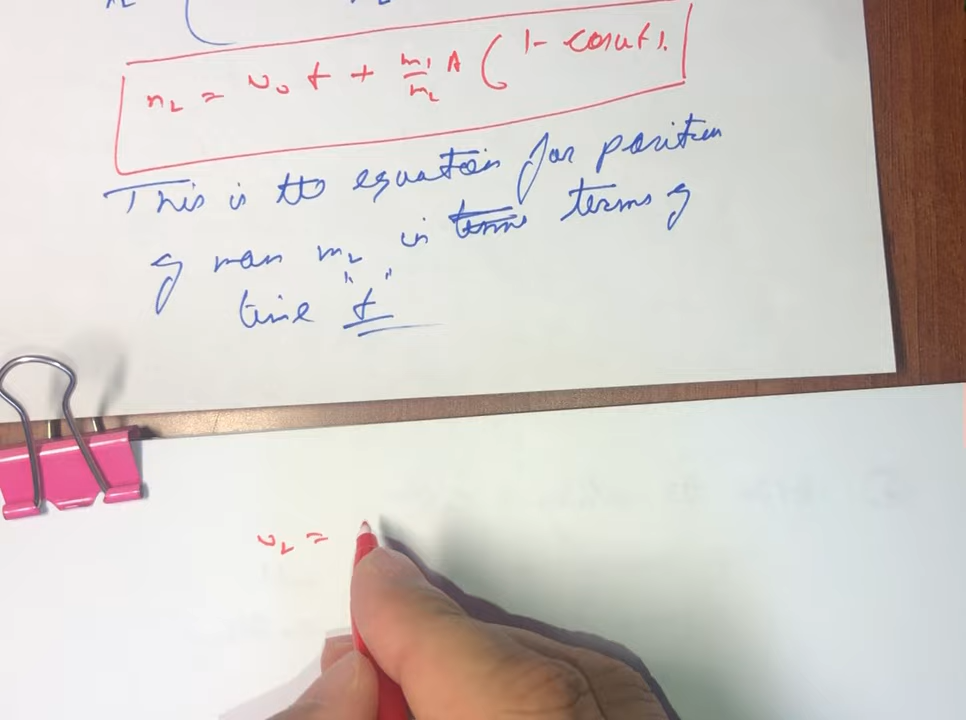 x₂ = v₀ t + m₁/m₂ A ( 1 - cosωt ).
This is the equation for position
of mass m₂ in terms of
time "t"
v₂ =